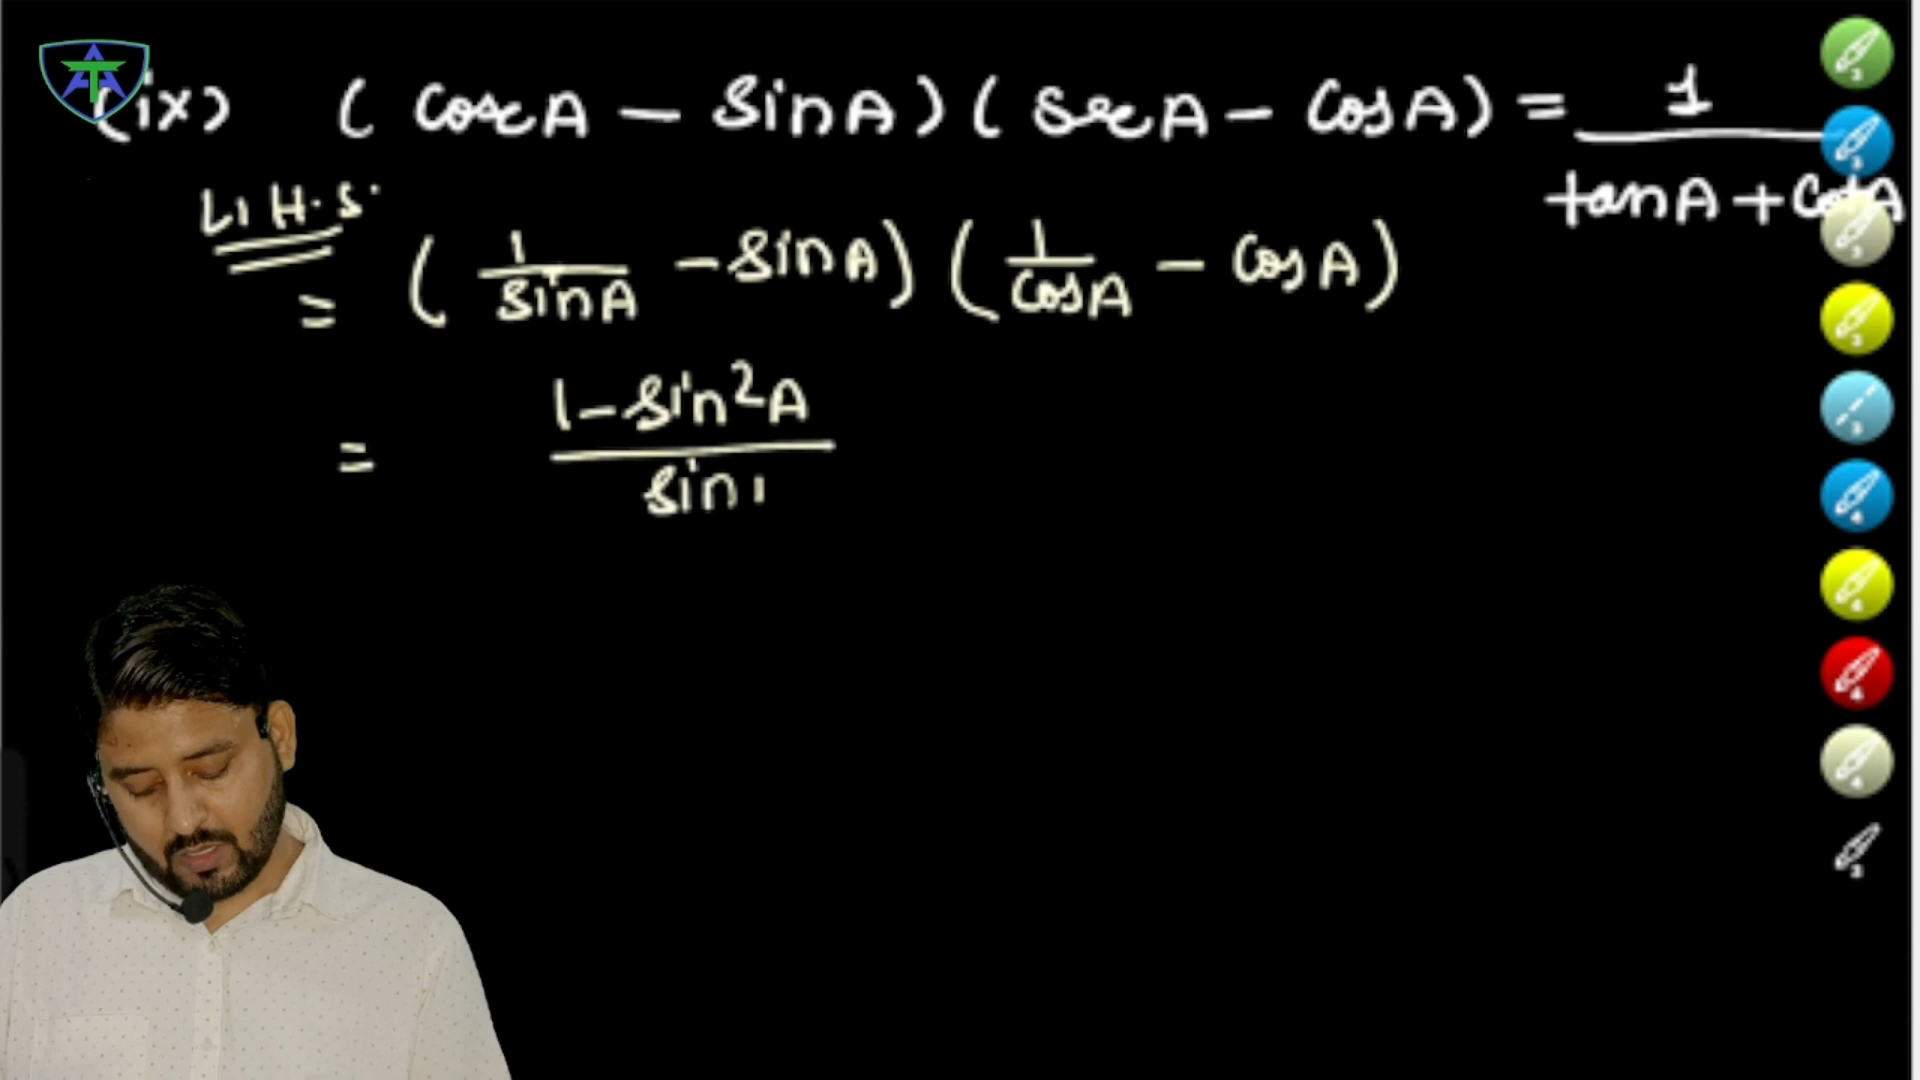 (ix) (cosecA - sinA)(secA - cosA) = 1/(tanA + cotA)
L.H.S.
= (1/sinA - sinA)(1/cosA - cosA)
= 1-sin²A/sin